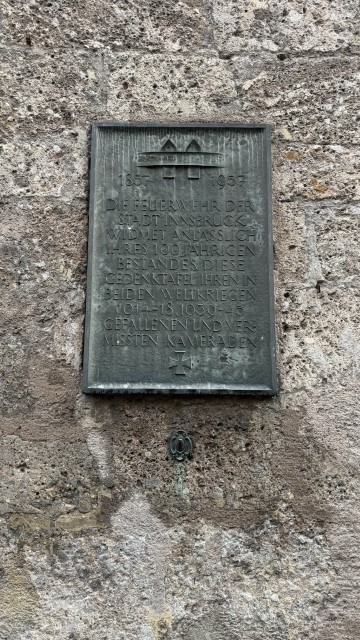 1857 1957
DIE FEUERWEHR DER
STADT INNSBRUCK
WIDMET ANLÄSSLICH
IHRES 100 JÄHRIGEN
BESTANDES DIESE
GEDENKTAFEL IHREN IN
BEIDEN WELTKRIEGEN
1914-18 1939-45
GEFALLENEN UND VER-
MISSTEN KAMERADEN